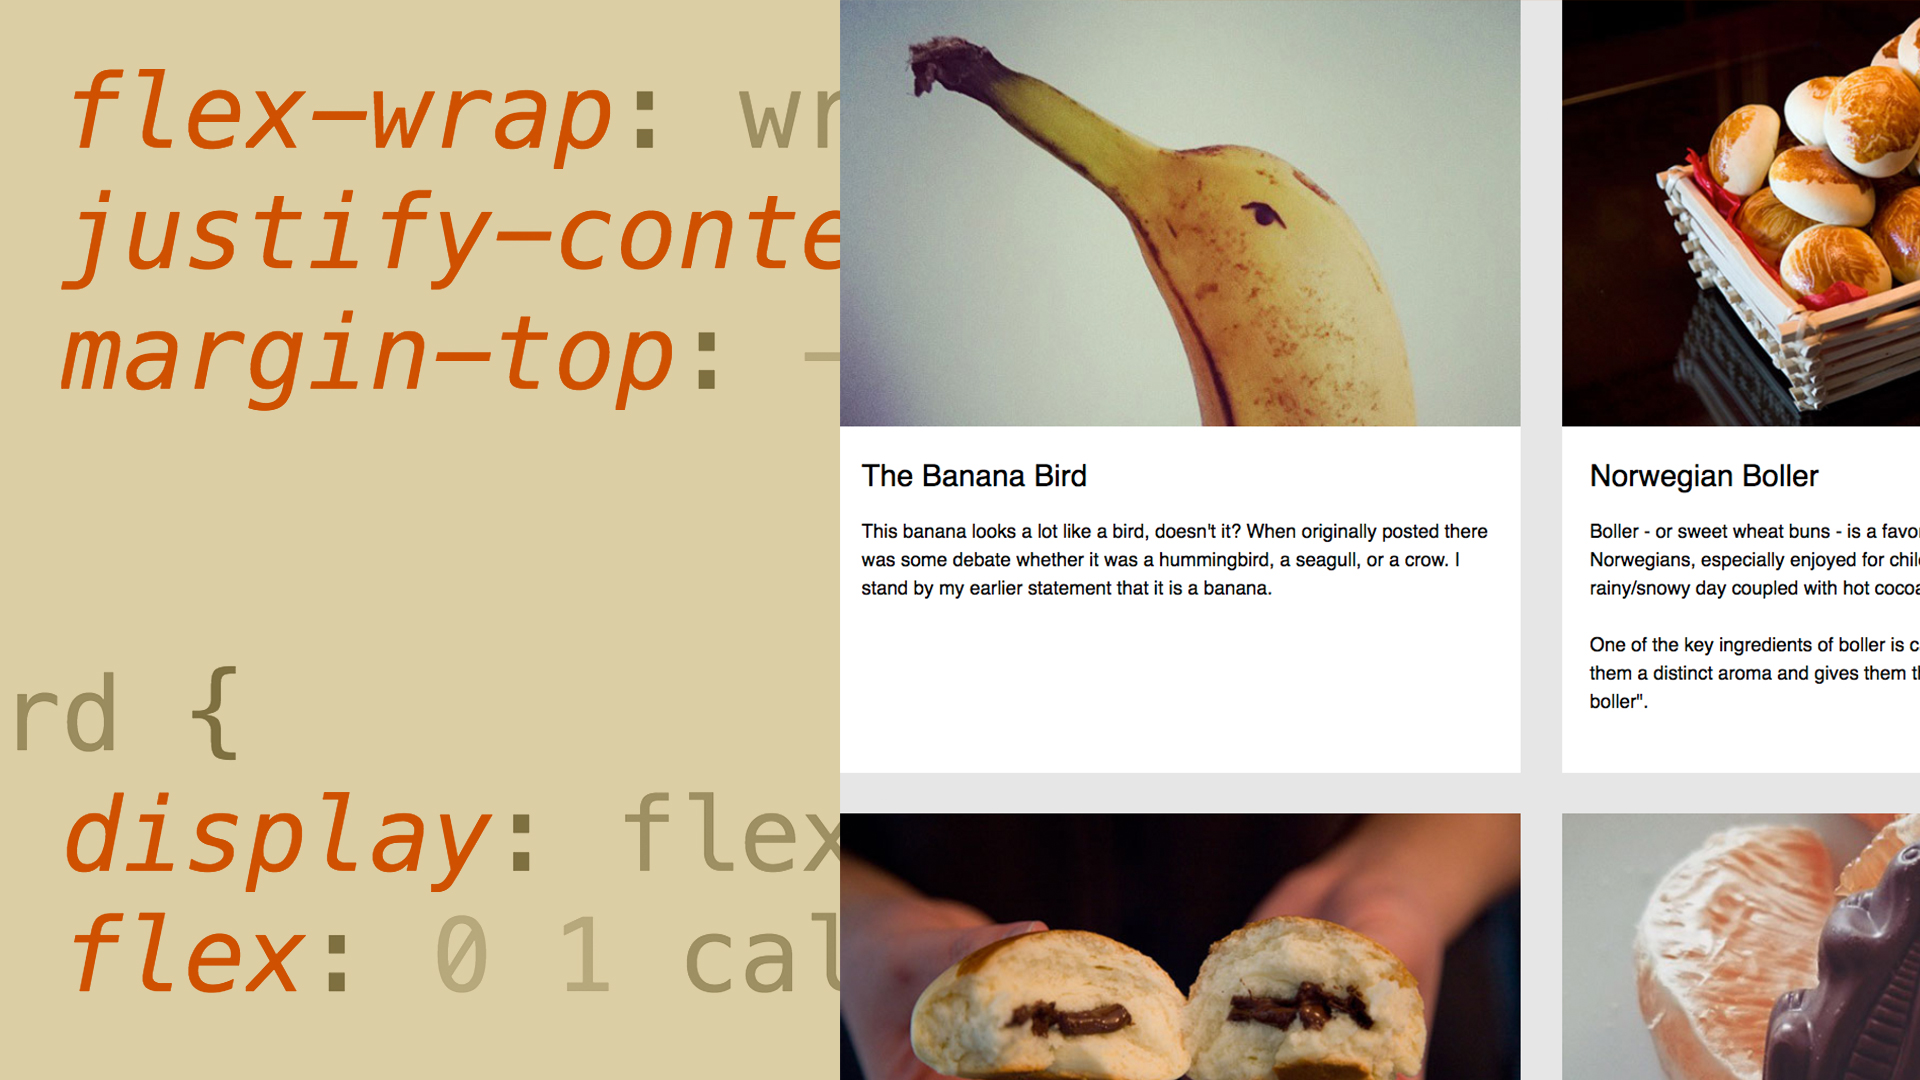 flex-wrap: wr
justify-conte
margin-top: -
rd {
display: flex
flex: 0 1 cal
The Banana Bird
This banana looks a lot like a bird, doesn't it? When originally posted there
was some debate whether it was a hummingbird, a seagull, or a crow. I
stand by my earlier statement that it is a banana.
Norwegian Boller
Boller - or sweet wheat buns - is a favor
Norwegians, especially enjoyed for chil
rainy/snowy day coupled with hot cocoa
One of the key ingredients of boller is c
them a distinct aroma and gives them t
boller".